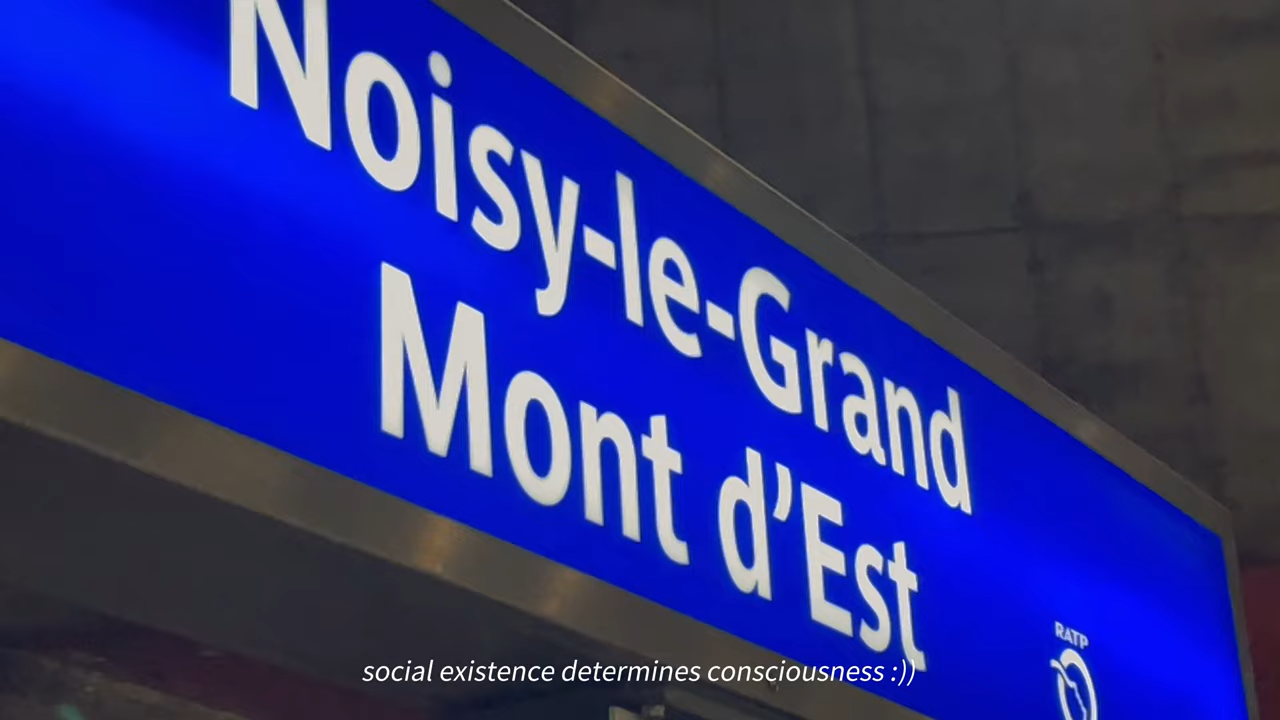 Noisy-le-Grand
Mont d’Est
RATP
social existence determines consciousness :))